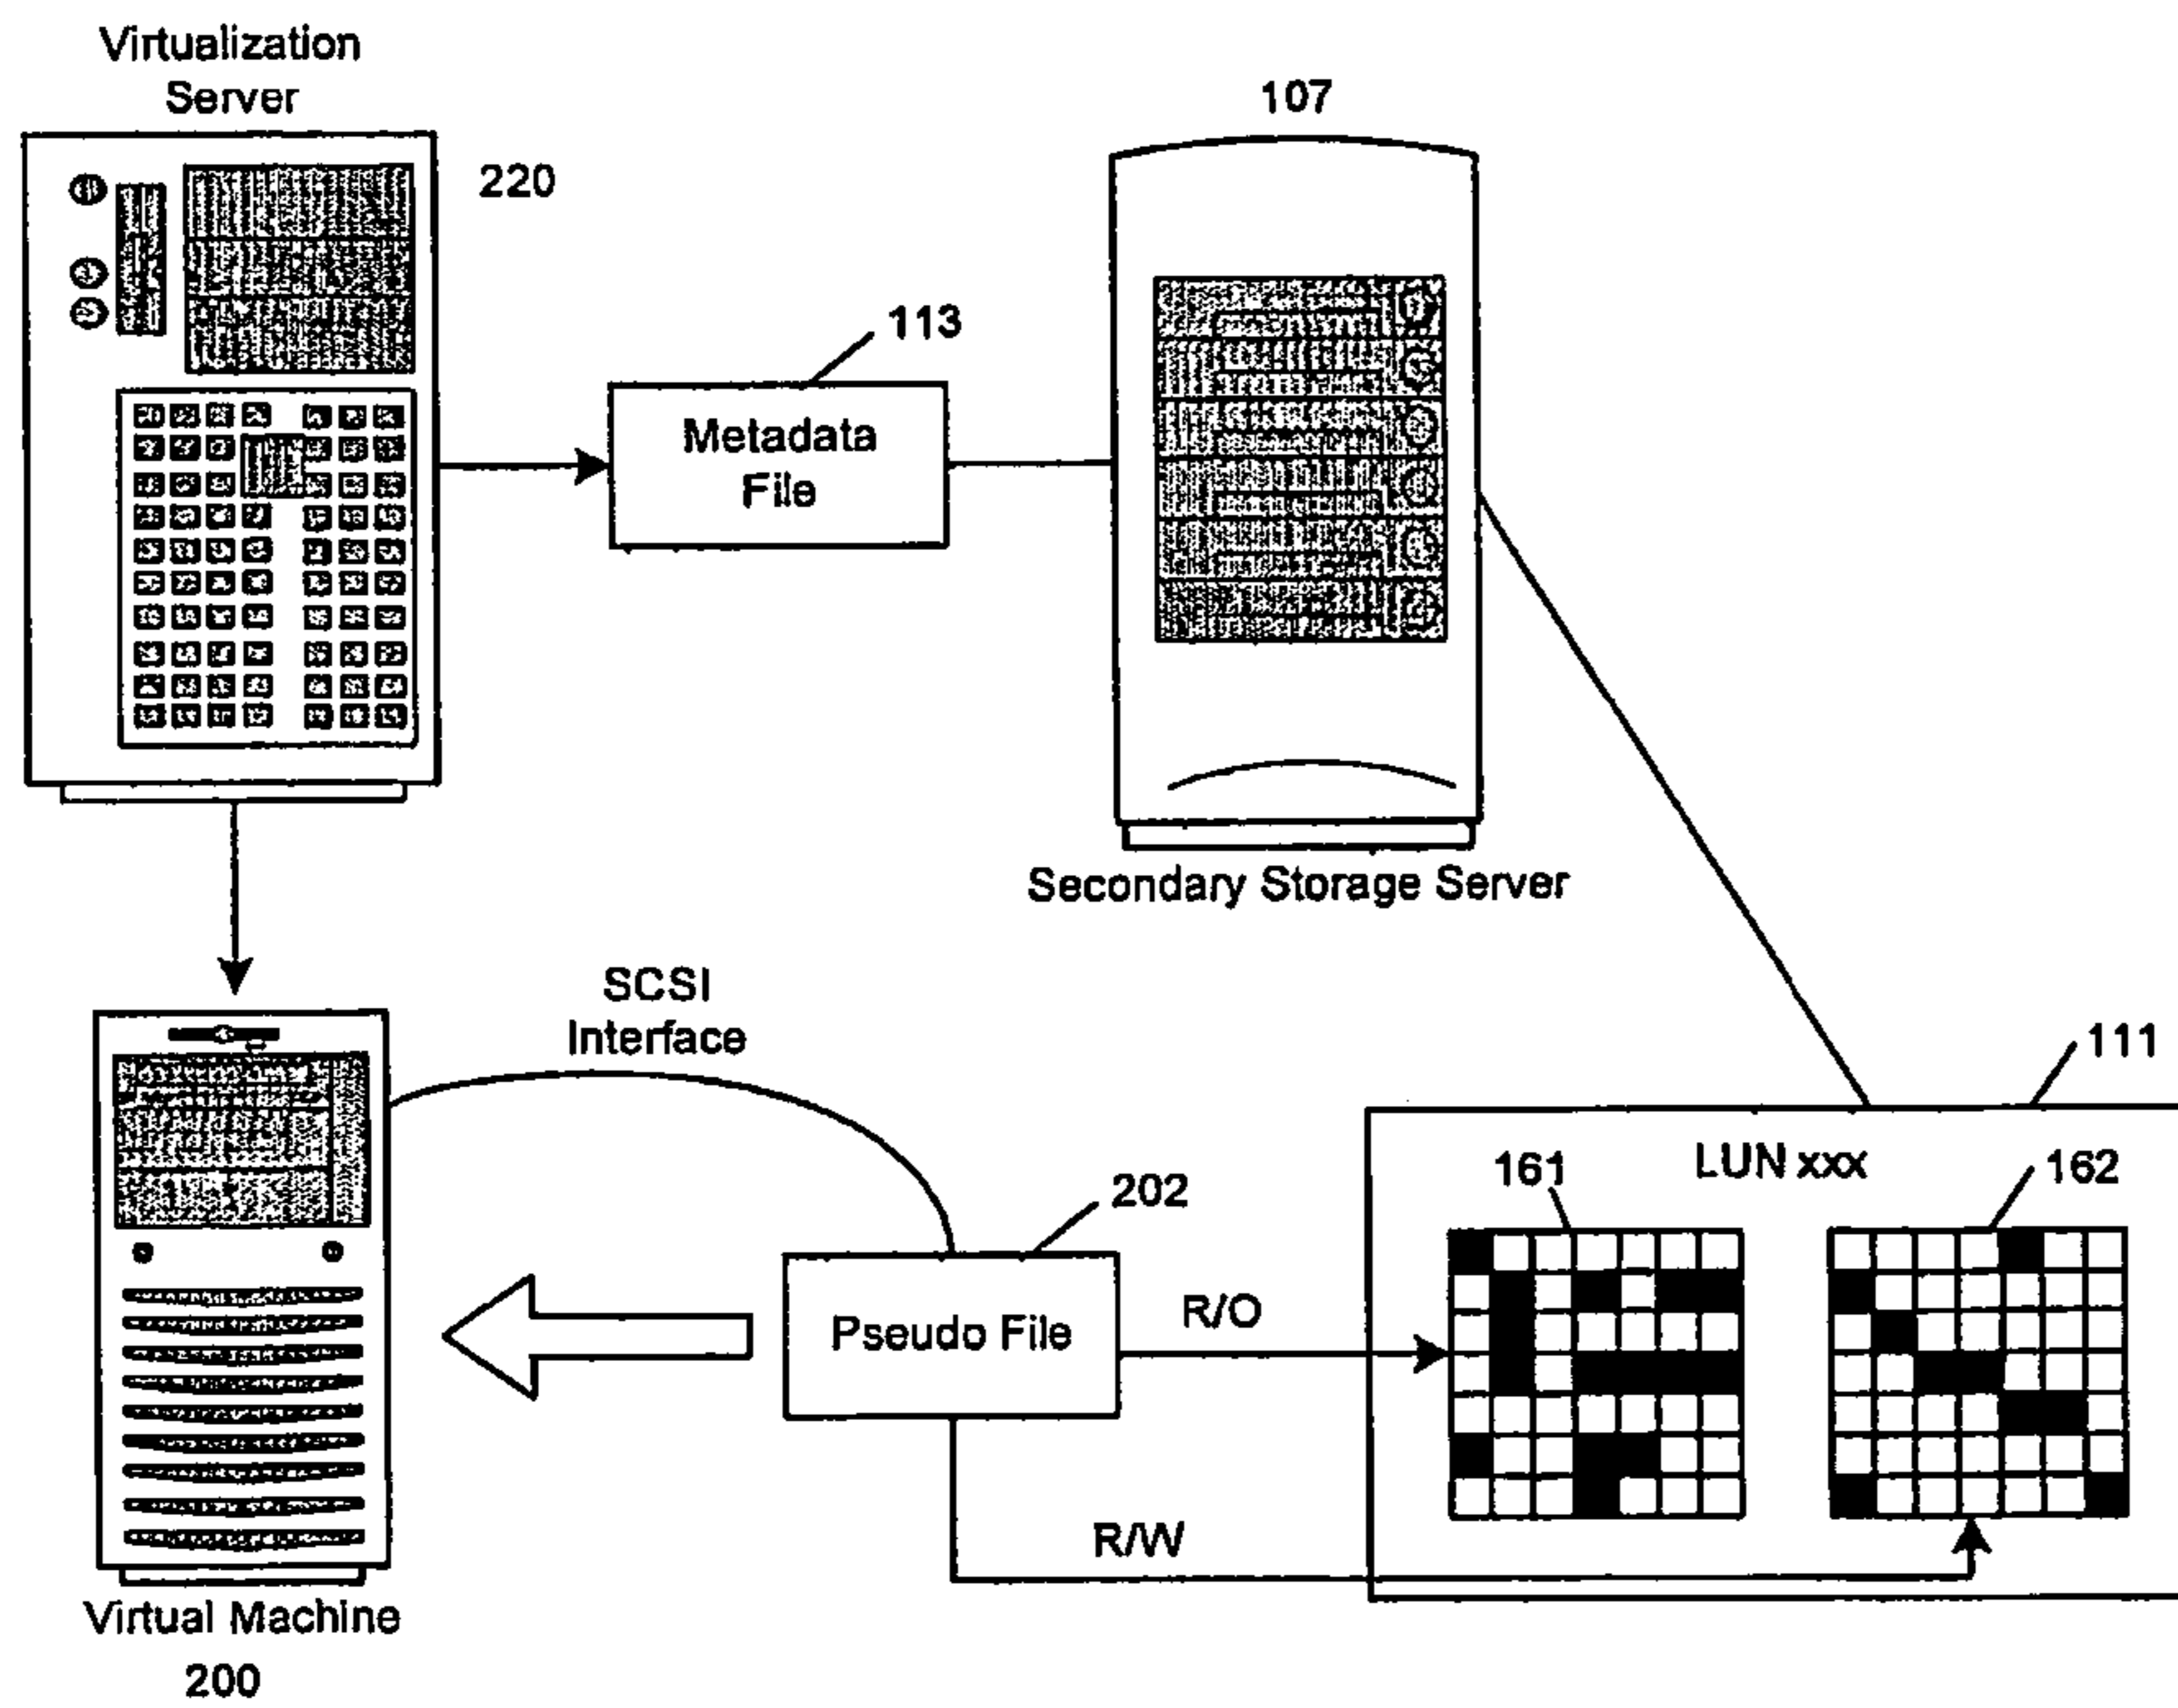 Virtualization
Server
220
107
113
Metadata
File
Secondary Storage Server
SCSI
Interface
111
LUN xxx
161
162
202
Pseudo File
R/O
R/W
Virtual Machine
200